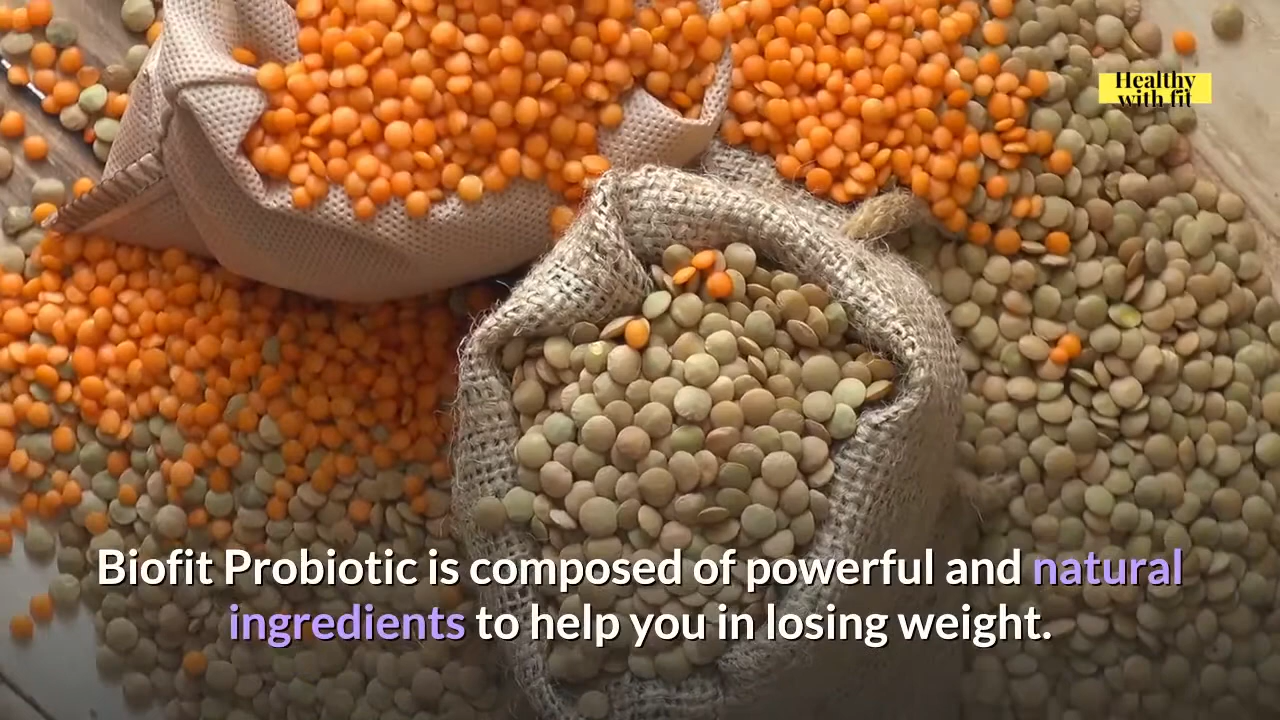 Healthy
with fit
Biofit Probiotic is composed of powerful and natural
ingredients to help you in losing weight.